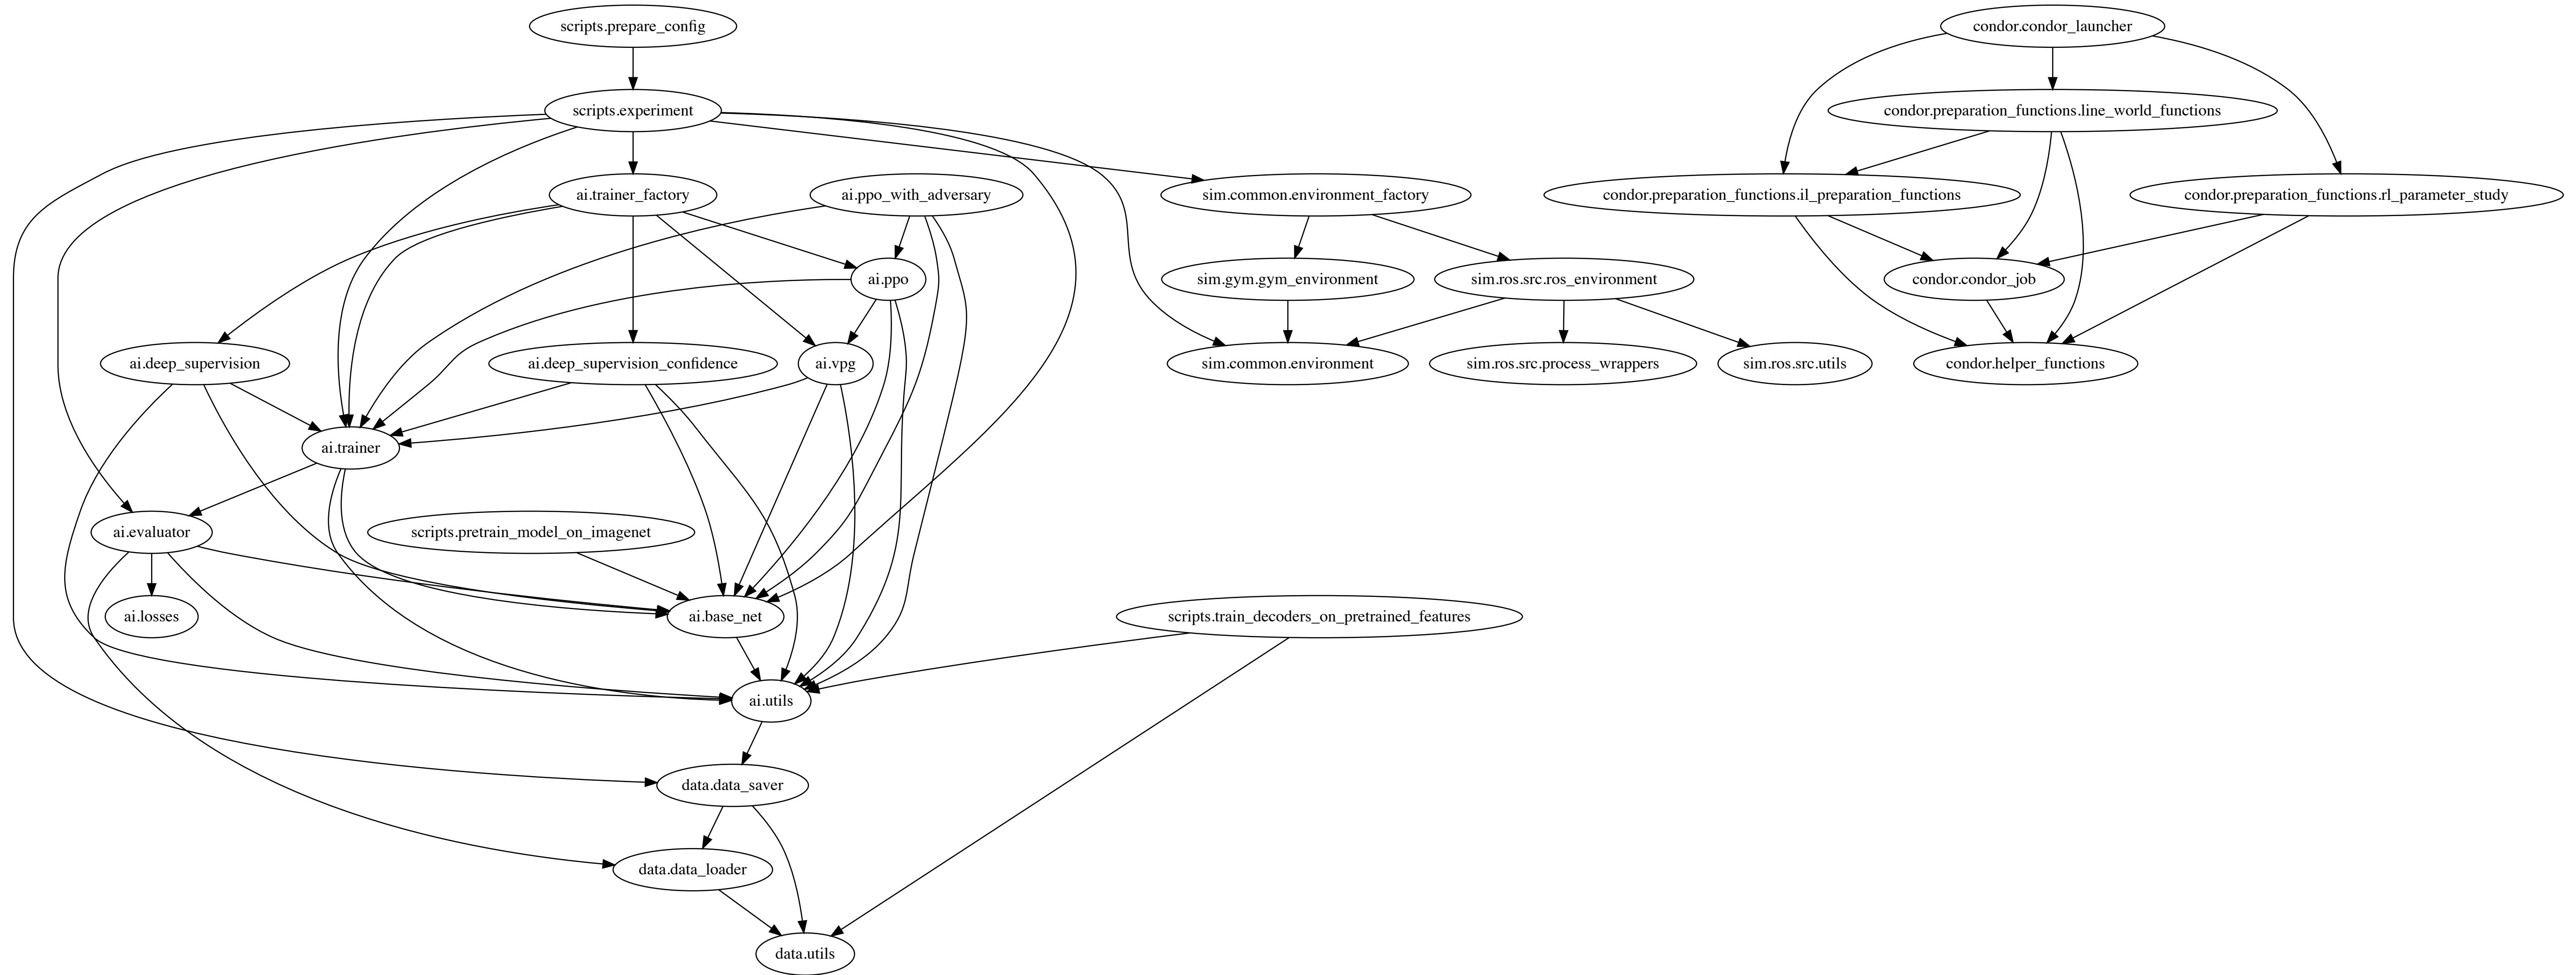 scripts.prepare_config
condor.condor_launcher
scripts.experiment
condor.preparation_functions.line_world_functions
ai.trainer_factory
ai.ppo_with_adversary
sim.common.environment_factory
condor.preparation_functions.il_preparation_functions
condor.preparation_functions.rl_parameter_study
ai.ppo
sim.gym.gym_environment
sim.ros.src.ros_environment
condor.condor_job
ai.deep_supervision
ai.deep_supervision_confidence
ai.vpg
sim.common.environment
sim.ros.src.process_wrappers
sim.ros.src.utils
condor.helper_functions
ai.trainer
ai.evaluator
scripts.pretrain_model_on_imagenet
ai.losses
ai.base_net
scripts.train_decoders_on_pretrained_features
ai.utils
data.data_saver
data.data_loader
data.utils